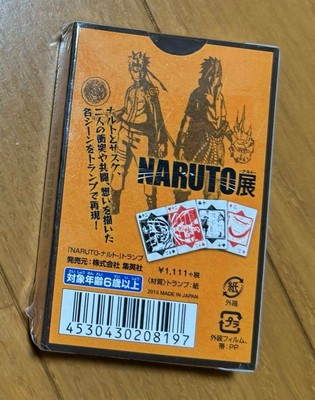 ナルトとサスケ、
二人の衝突や共闘、想いを描いた
名シーンをトランプで再現!
NARUTO展
-ナルト-
「NARUTO-ナルト-」トランプ
発売元:株式会社 集英社
対象年齢6歳以上
¥1,111+税
〈材質〉トランプ:紙
2015 MADE IN JAPAN
4530430208197
紙
外箱
プラ
外装フィルム、
帯:PP